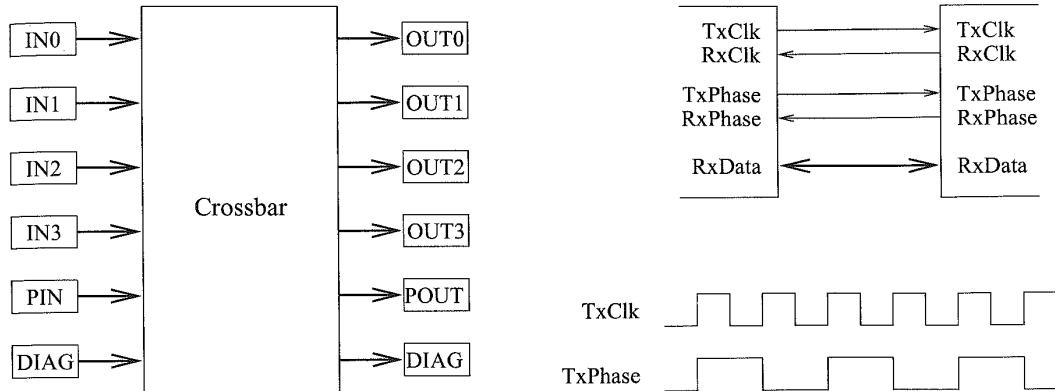 IN0
IN1
IN2
IN3
PIN
DIAG
Crossbar
OUT0
OUT1
OUT2
OUT3
POUT
DIAG
TxClk TxClk
RxClk RxClk
TxPhase TxPhase
RxPhase RxPhase
RxData RxData
TxClk
TxPhase